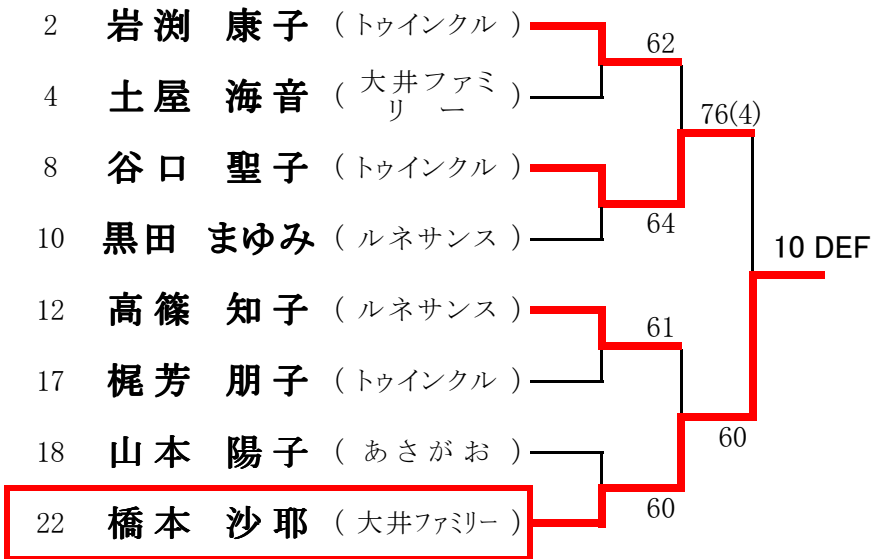 2 岩渕 康子 (トゥインクル)
62
4 土屋 海音 (大井ファミリー)
76(4)
8 谷口 聖子 (トゥインクル)
64
10 黒田 まゆみ (ルネサンス)
10 DEF
12 高篠 知子 (ルネサンス)
61
17 梶芳 朋子 (トゥインクル)
60
18 山本 陽子 (あさがお)
60
22 橋本 沙耶 (大井ファミリー)